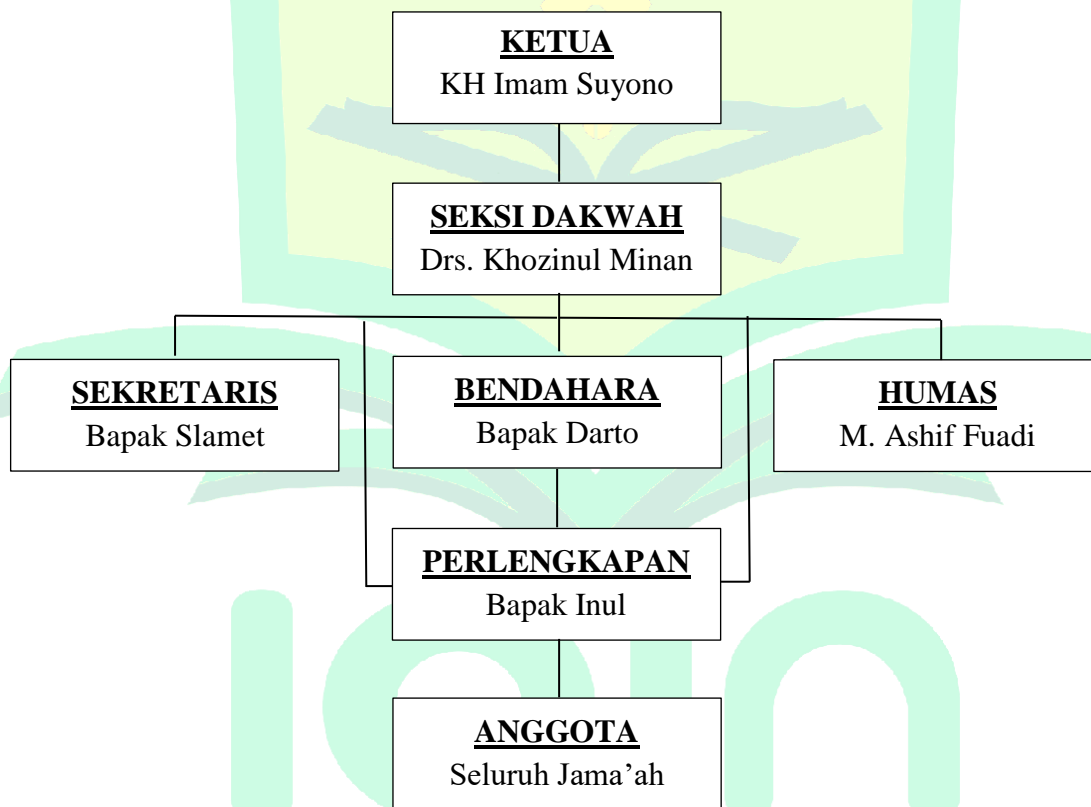 KETUA
KH Imam Suyono
SEKSI DAKWAH
Drs. Khozinul Minan
SEKRETARIS
Bapak Slamet
BENDAHARA
Bapak Darto
HUMAS
M. Ashif Fuadi
PERLENGKAPAN
Bapak Inul
ANGGOTA
Seluruh Jama’ah
iain